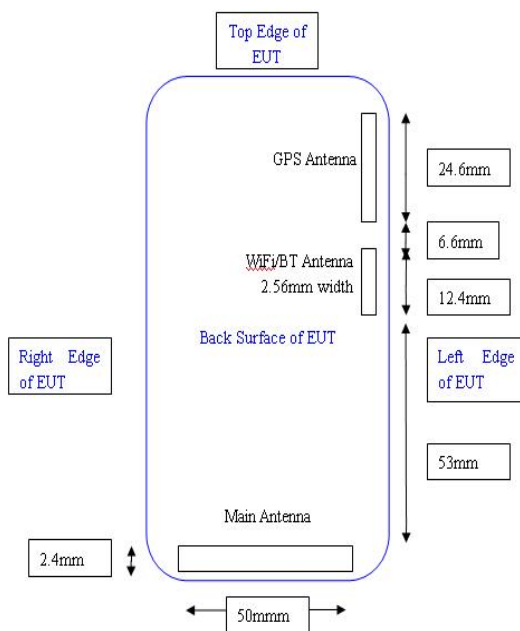 Top Edge of
EUT
GPS Antenna
24.6mm
6.6mm
WiFi/BT Antenna
2.56mm width
12.4mm
Back Surface of EUT
Right Edge
of EUT
Left Edge
of EUT
53mm
Main Antenna
2.4mm
50mmm